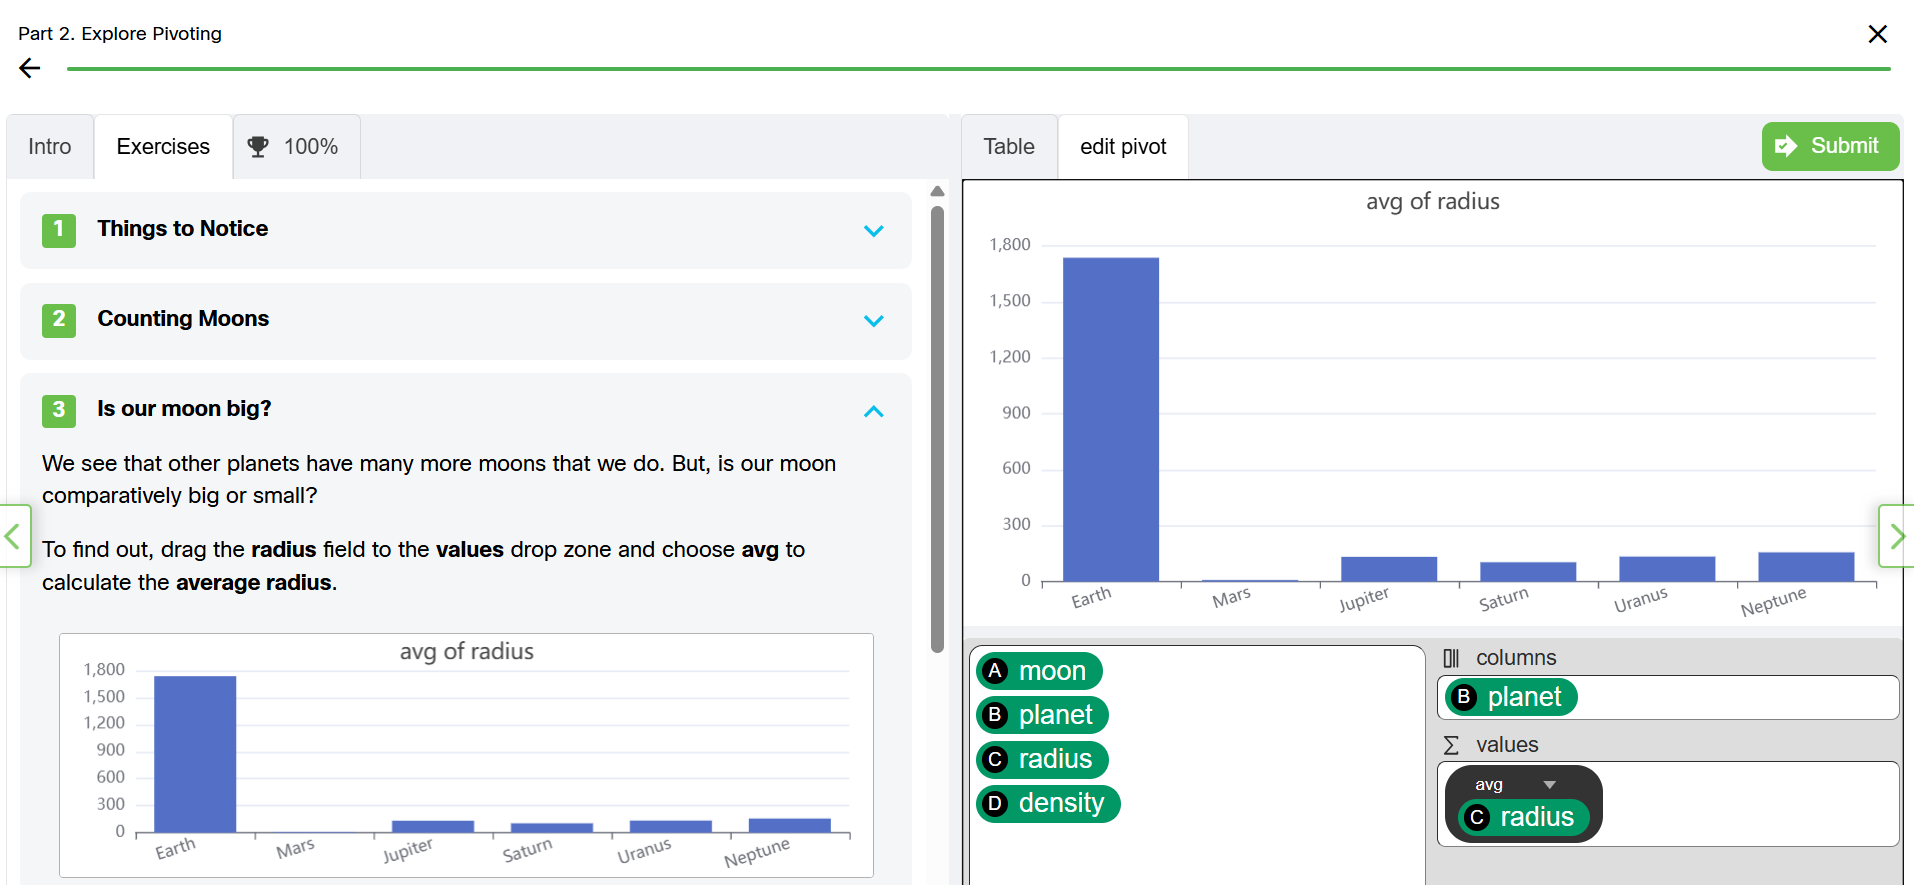 Part 2. Explore Pivoting
Intro
Exercises
100%
1 Things to Notice
2 Counting Moons
3 Is our moon big?
We see that other planets have many more moons that we do. But, is our moon
comparatively big or small?
To find out, drag the radius field to the values drop zone and choose avg to
calculate the average radius.
avg of radius
1,800
1,500
1,200
900
600
300
0
Earth
Mars
Jupiter
Saturn
Uranus
Neptune
Table
edit pivot
Submit
avg of radius
1,800
1,500
1,200
900
600
300
0
Earth
Mars
Jupiter
Saturn
Uranus
Neptune
A moon
B planet
C radius
D density
columns
B planet
Σ values
avg
C radius